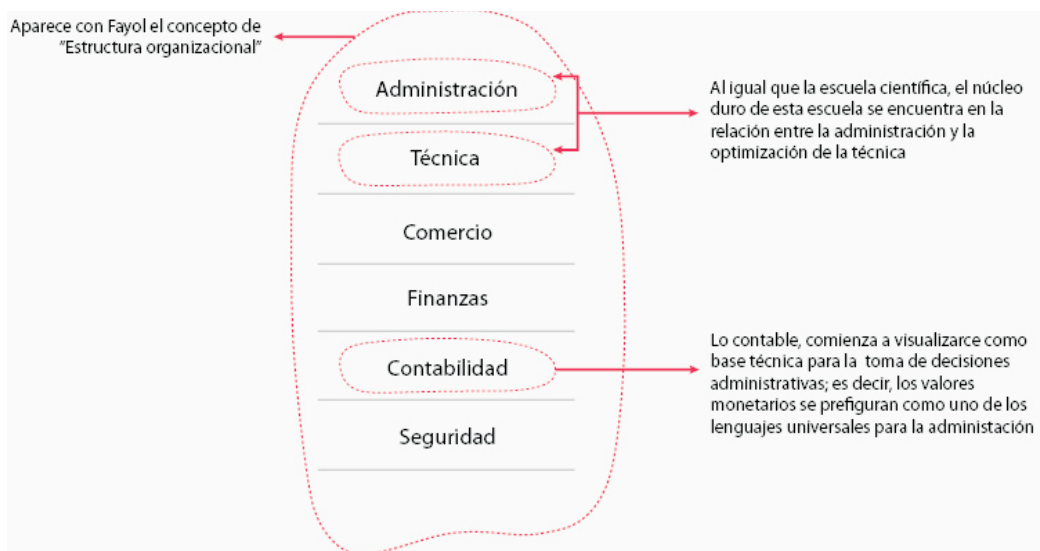 Aparece con Fayol el concepto de
"Estructura organizacional"
Administración
Técnica
Comercio
Finanzas
Contabilidad
Seguridad
Al igual que la escuela científica, el núcleo
duro de esta escuela se encuentra en la
relación entre la administración y la
optimización de la técnica
Lo contable, comienza a visualizarce como
base técnica para la toma de decisiones
administrativas; es decir, los valores
monetarios se prefiguran como uno de los
lenguajes universales para la administación